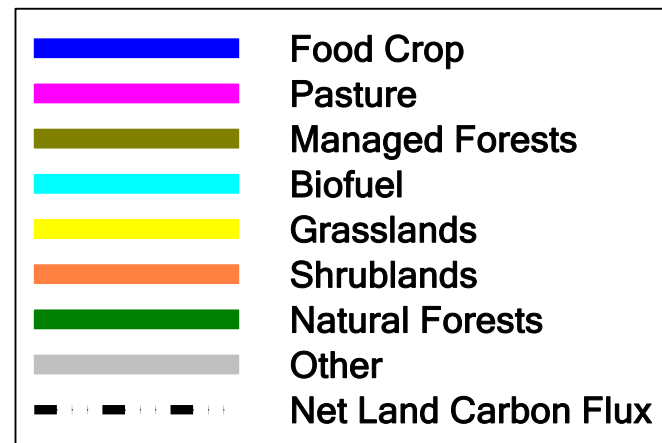 Food Crop
Pasture
Managed Forests
Biofuel
Grasslands
Shrublands
Natural Forests
Other
Net Land Carbon Flux